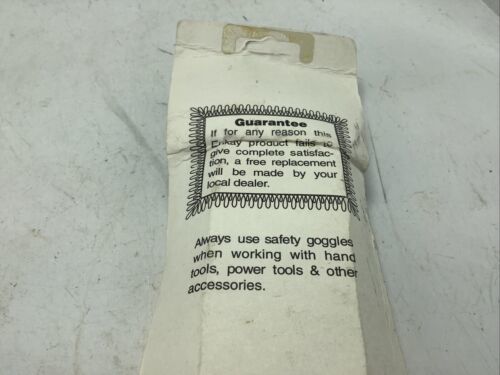 Guarantee
If for any reason this
Enkay product fails to
give complete satisfac-
tion, a free replacement
will be made by your
local dealer.
Always use safety goggles
when working with hand
tools, power tools & other
accessories.